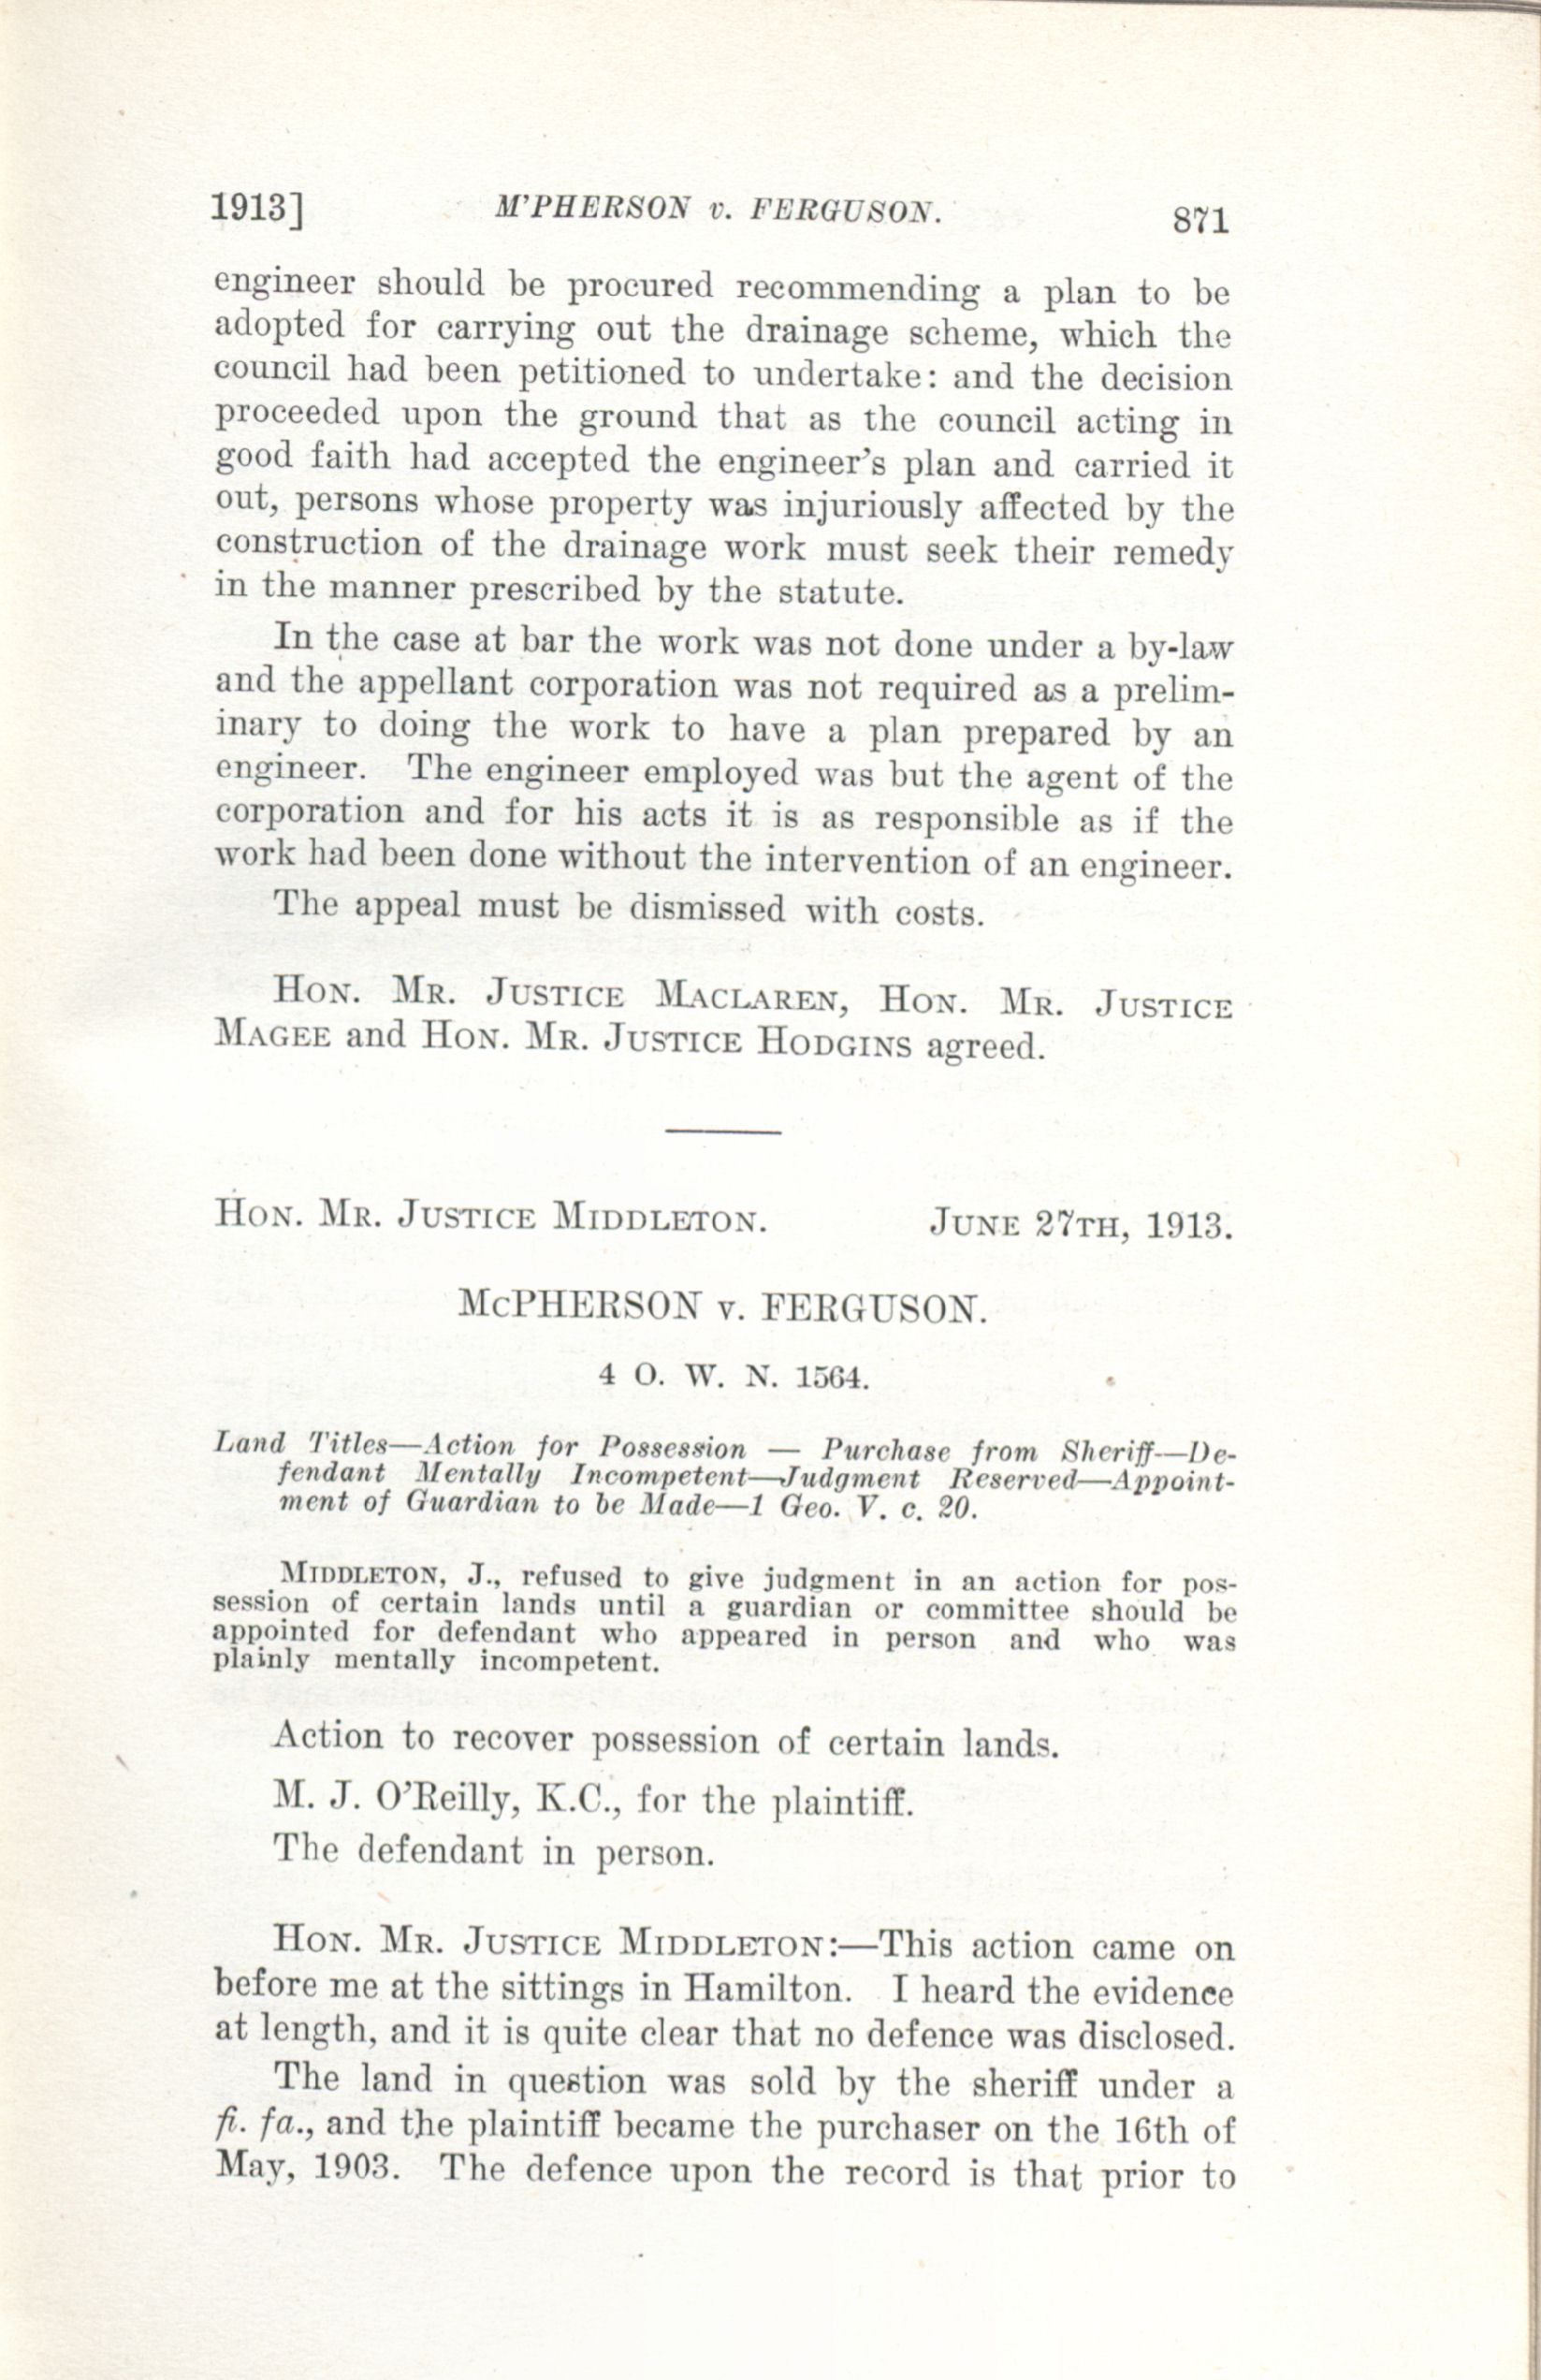 1913] M'PHERSON v. FERGUSON. 871
engineer should be procured recommending a plan to be
adopted for carrying out the drainage scheme, which the
council had been petitioned to undertake: and the decision
proceeded upon the ground that as the council acting in
good faith had accepted the engineer's plan and carried it
out, persons whose property was injuriously affected by the
construction of the drainage work must seek their remedy
in the manner prescribed by the statute.
In the case at bar the work was not done under a by-law
and the appellant corporation was not required as a prelim-
inary to doing the work to have a plan prepared by an
engineer. The engineer employed was but the agent of the
corporation and for his acts it is as responsible as if the
work had been done without the intervention of an engineer.
The appeal must be dismissed with costs.
HON. MR. JUSTICE MACLAREN, HON. MR. JUSTICE
MAGEE and HON. MR. JUSTICE HODGINS agreed.
HON. MR. JUSTICE MIDDLETON. JUNE 27TH, 1913.
McPHERSON v. FERGUSON.
4 O. W. N. 1564.
Land Titles—Action for Possession — Purchase from Sheriff—De-
fendant Mentally Incompetent—Judgment Reserved—Appoint-
ment of Guardian to be Made—1 Geo. V. c. 20.
MIDDLETON, J., refused to give judgment in an action for pos-
session of certain lands until a guardian or committee should be
appointed for defendant who appeared in person and who was
plainly mentally incompetent.
Action to recover possession of certain lands.
M. J. O'Reilly, K.C., for the plaintiff.
The defendant in person.
HON. MR. JUSTICE MIDDLETON:—This action came on
before me at the sittings in Hamilton. I heard the evidence
at length, and it is quite clear that no defence was disclosed.
The land in question was sold by the sheriff under a
fi. fa., and the plaintiff became the purchaser on the 16th of
May, 1903. The defence upon the record is that prior to